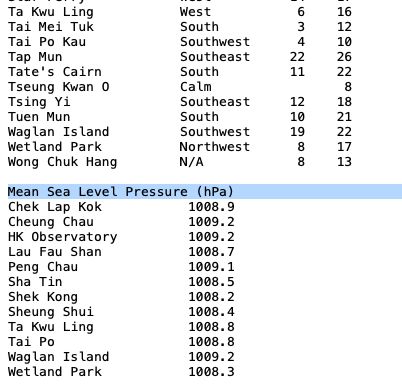 Ta Kwu Ling West 6 16
Tai Mei Tuk South 3 12
Tai Po Kau Southwest 4 10
Tap Mun Southeast 22 26
Tate's Cairn South 11 22
Tseung Kwan O Calm 8
Tsing Yi Southeast 12 18
Tuen Mun South 10 21
Waglan Island Southwest 19 22
Wetland Park Northwest 8 17
Wong Chuk Hang N/A 8 13
Mean Sea Level Pressure (hPa)
Chek Lap Kok 1008.9
Cheung Chau 1009.2
HK Observatory 1009.2
Lau Fau Shan 1008.7
Peng Chau 1009.1
Sha Tin 1008.5
Shek Kong 1008.2
Sheung Shui 1008.4
Ta Kwu Ling 1008.8
Tai Po 1008.8
Waglan Island 1009.2
Wetland Park 1008.3